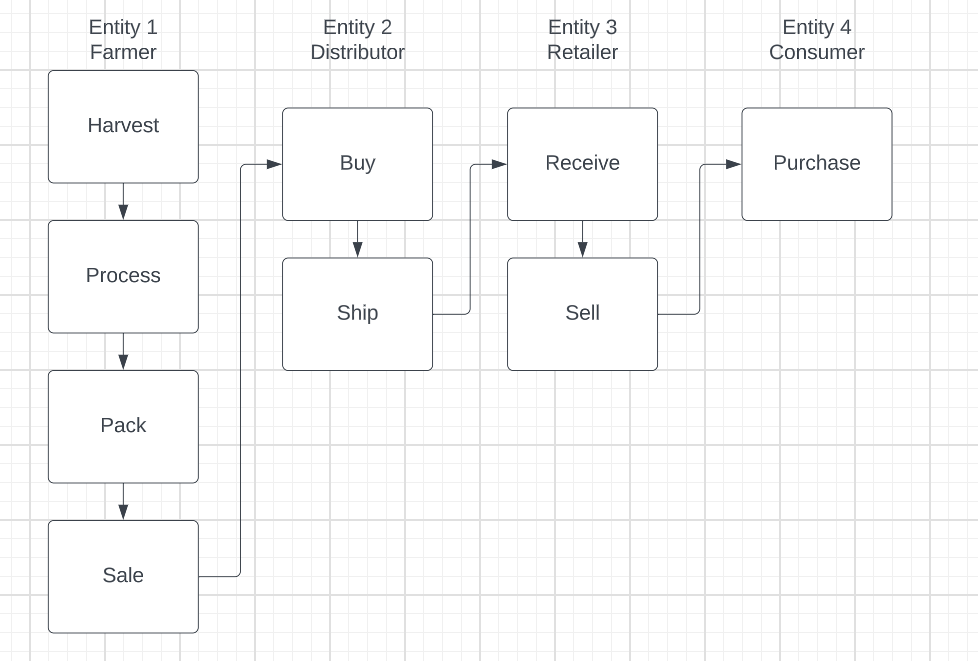 Entity 1
Farmer
Harvest
Process
Pack
Sale
Entity 2
Distributor
Buy
Ship
Entity 3
Retailer
Receive
Sell
Entity 4
Consumer
Purchase